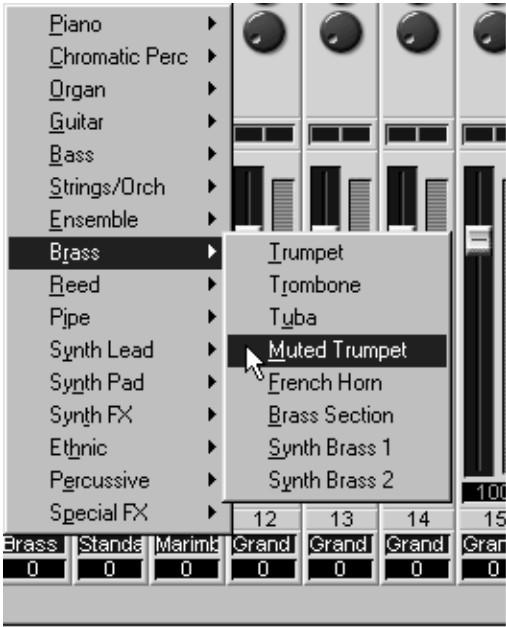 Piano
Chromatic Perc
Organ
Guitar
Bass
Strings/Orch
Ensemble
Brass
Reed
Pipe
Synth Lead
Synth Pad
Synth FX
Ethnic
Percussive
Special FX
Trumpet
Trombone
Tuba
Muted Trumpet
French Horn
Brass Section
Synth Brass 1
Synth Brass 2
100
12 13 14 15
Brass Standa Marimb Grand Grand Grand Gran
0 0 0 0 0 0 0